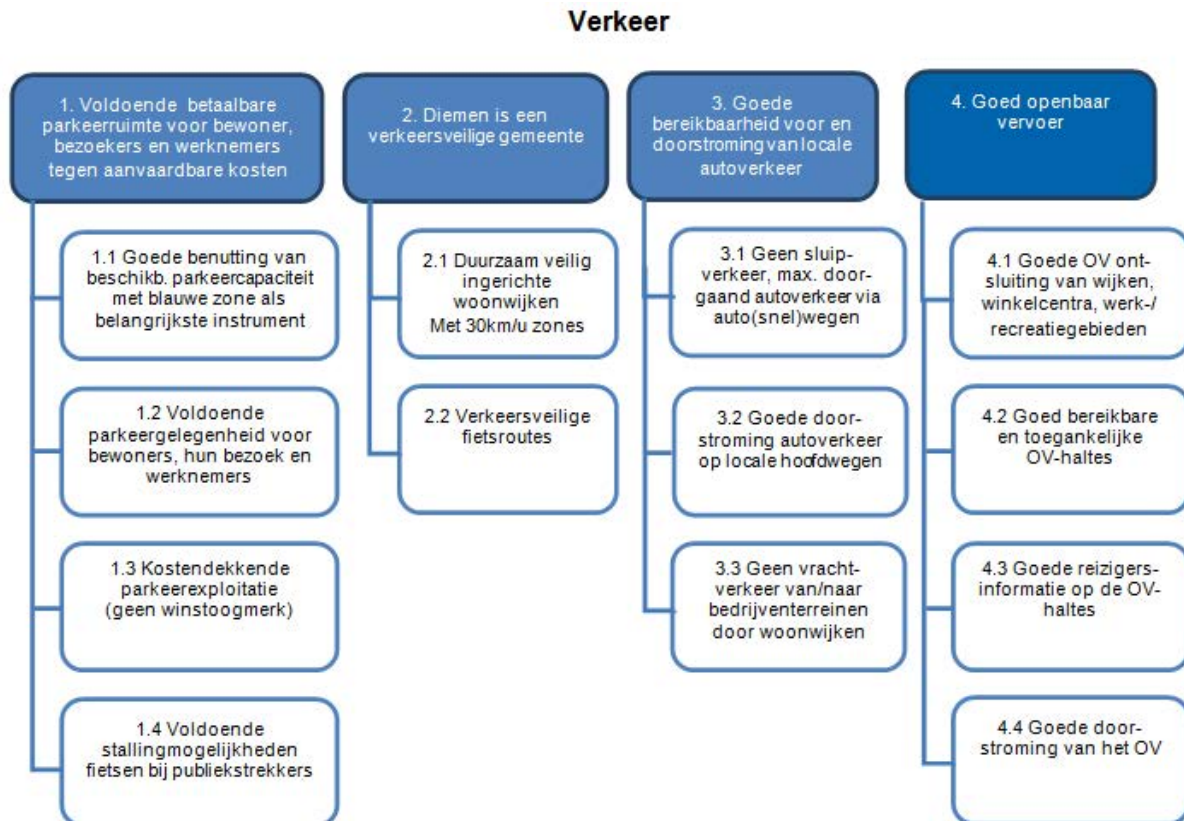 Verkeer
1. Voldoende betaalbare
parkeerruimte voor bewoner,
bezoekers en werknemers
tegen aanvaardbare kosten
1.1 Goede benutting van
beschikb. parkeercapaciteit
met blauwe zone als
belangrijkste instrument
1.2 Voldoende
parkeergelegenheid voor
bewoners, hun bezoek en
werknemers
1.3 Kostendekkende
parkeerexploitatie
(geen winstoogmerk)
1.4 Voldoende
stallingmogelijkheden
fietsen bij publiekstrekkers
2. Diemen is een
verkeersveilige gemeente
2.1 Duurzaam veilig
ingerichte
woonwijken
Met 30km/u zones
2.2 Verkeersveilige
fietsroutes
3. Goede
bereikbaarheid voor en
doorstroming van locale
autoverkeer
3.1 Geen sluip-
verkeer, max. door-
gaand autoverkeer via
auto(snel)wegen
3.2 Goede door-
stroming autoverkeer
op locale hoofdwegen
3.3 Geen vracht-
verkeer van/naar
bedrijventerreinen
door woonwijken
4. Goed openbaar
vervoer
4.1 Goede OV ont-
sluiting van wijken,
winkelcentra, werk-/
recreatiegebieden
4.2 Goed bereikbare
en toegankelijke
OV-haltes
4.3 Goede reizigers-
informatie op de OV-
haltes
4.4 Goede door-
stroming van het OV